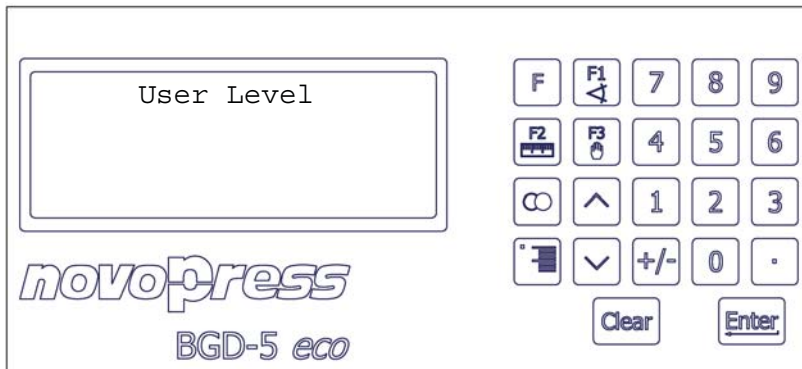 User Level
F F1 7 8 9
F2 F3 4 5 6
1 2 3
+/- 0 .
Clear Enter
novopress
BGD-5 eco